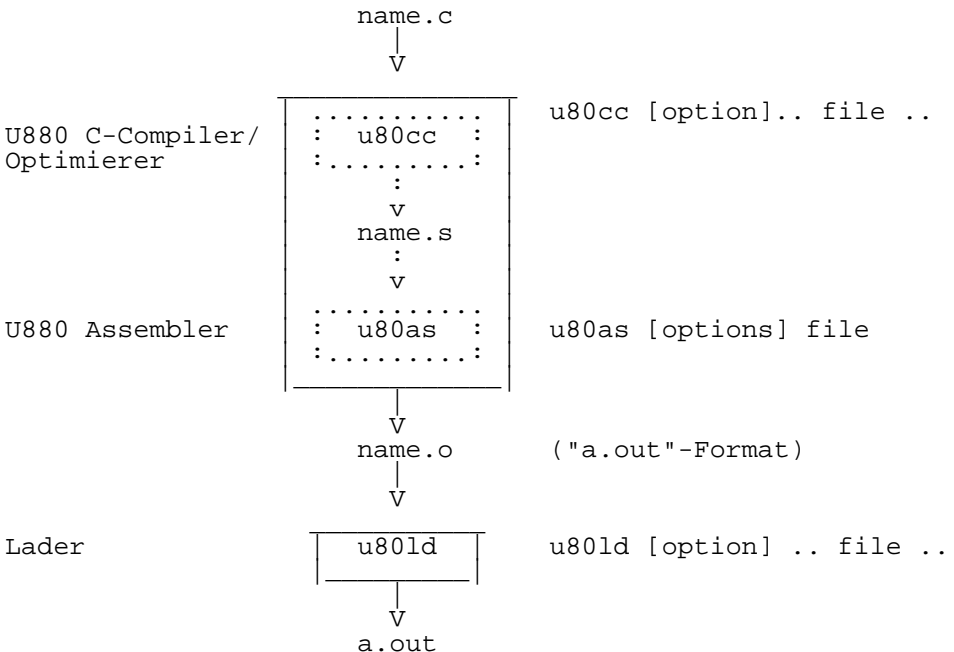 name.c
u80cc [option].. file ..
U880 C-Compiler/ u80cc
Optimierer
name.s
U880 Assembler u80as u80as [options] file
name.o ("a.out"-Format)
Lader u80ld u80ld [option] .. file ..
a.out